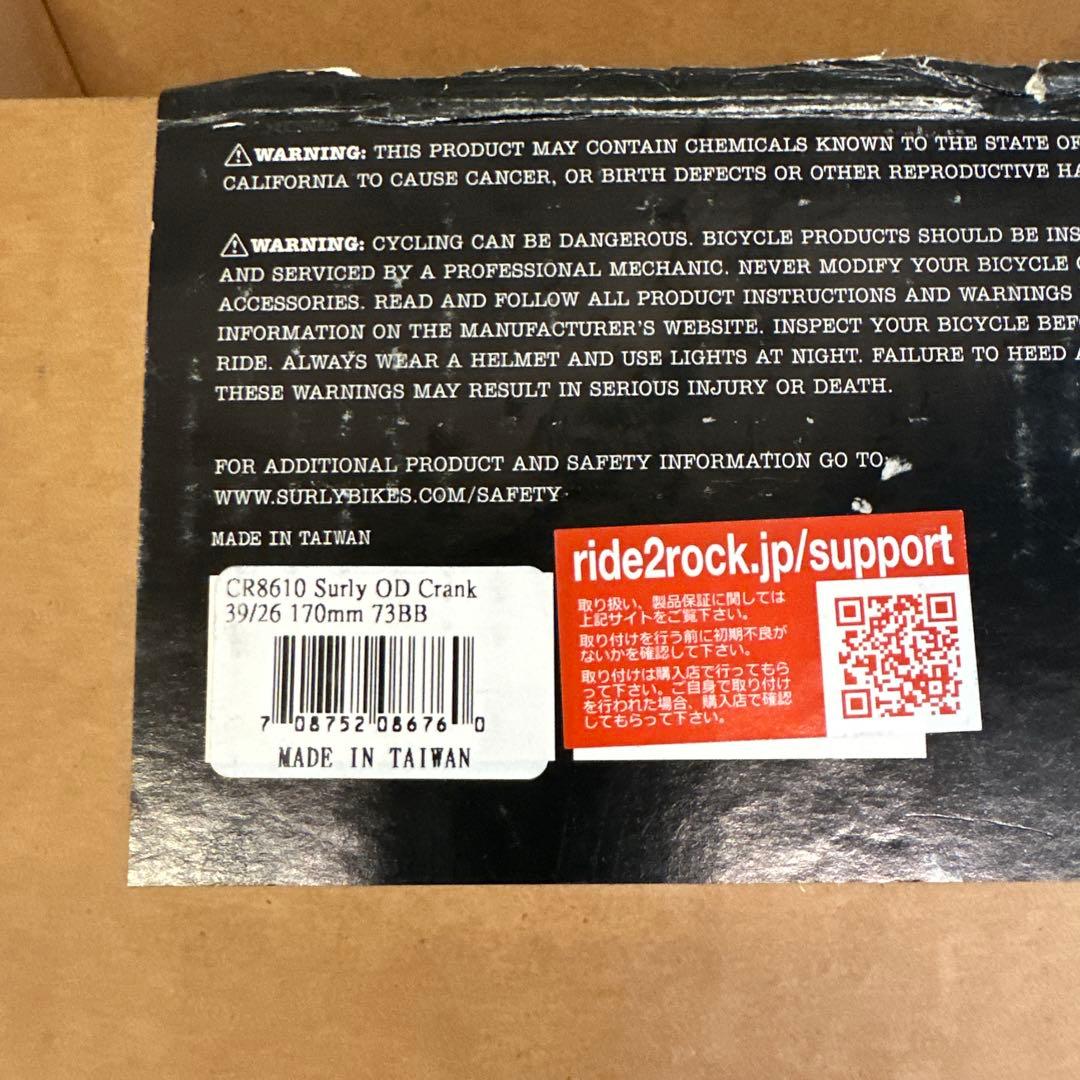 ⚠WARNING: THIS PRODUCT MAY CONTAIN CHEMICALS KNOWN TO THE STATE OF
CALIFORNIA TO CAUSE CANCER, OR BIRTH DEFECTS OR OTHER REPRODUCTIVE
⚠WARNING: CYCLING CAN BE DANGEROUS. BICYCLE PRODUCTS SHOULD BE
AND SERVICED BY A PROFESSIONAL MECHANIC. NEVER MODIFY YOUR BICYCLE
ACCESSORIES. READ AND FOLLOW ALL PRODUCT INSTRUCTIONS AND WARNINGS
INFORMATION ON THE MANUFACTURER'S WEBSITE. INSPECT YOUR BICYCLE
RIDE. ALWAYS WEAR A HELMET AND USE LIGHTS AT NIGHT. FAILURE TO HEED
THESE WARNINGS MAY RESULT IN SERIOUS INJURY OR DEATH.
FOR ADDITIONAL PRODUCT AND SAFETY INFORMATION GO TO:
WWW.SURLYBIKES.COM/SAFETY
MADE IN TAIWAN
CR8610 Surly OD Crank
39/26 170mm 73BB
7 08752 08676 0
MADE IN TAIWAN
ride2rock.jp/support
取り扱い、製品保証に関しては
上記サイトをご覧下さい。
取り付けを行う前に初期不良が
ないかを確認して下さい。
取り付けは購入店で行ってもら
って下さい。ご自身で取り付け
を行われた場合、購入店で確認
してもらって下さい。